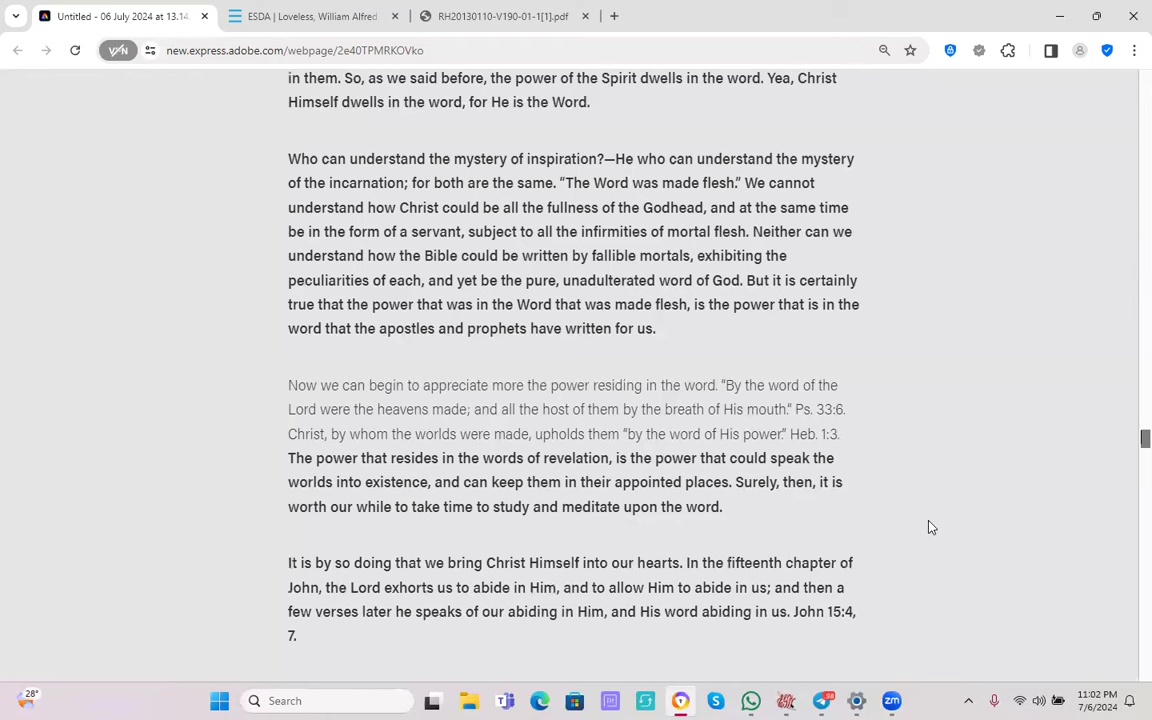 Untitled - 06 July 2024 at 13.14.
ESDA | Loveless, William Alfred
RH20130110-V190-01-1[1].pdf
VPN
new.express.adobe.com/webpage/2e40TPMRKOVko
in them. So, as we said before, the power of the Spirit dwells in the word. Yea, Christ
Himself dwells in the word, for He is the Word.
Who can understand the mystery of inspiration?—He who can understand the mystery
of the incarnation; for both are the same. “The Word was made flesh.” We cannot
understand how Christ could be all the fullness of the Godhead, and at the same time
be in the form of a servant, subject to all the infirmities of mortal flesh. Neither can we
understand how the Bible could be written by fallible mortals, exhibiting the
peculiarities of each, and yet be the pure, unadulterated word of God. But it is certainly
true that the power that was in the Word that was made flesh, is the power that is in the
word that the apostles and prophets have written for us.
Now we can begin to appreciate more the power residing in the word. “By the word of the
Lord were the heavens made; and all the host of them by the breath of His mouth.” Ps. 33:6.
Christ, by whom the worlds were made, upholds them “by the word of His power.” Heb. 1:3.
The power that resides in the words of revelation, is the power that could speak the
worlds into existence, and can keep them in their appointed places. Surely, then, it is
worth our while to take time to study and meditate upon the word.
It is by so doing that we bring Christ Himself into our hearts. In the fifteenth chapter of
John, the Lord exhorts us to abide in Him, and to allow Him to abide in us; and then a
few verses later he speaks of our abiding in Him, and His word abiding in us. John 15:4,
7.
28°
Search
98
zm
11:02 PM
7/6/2024